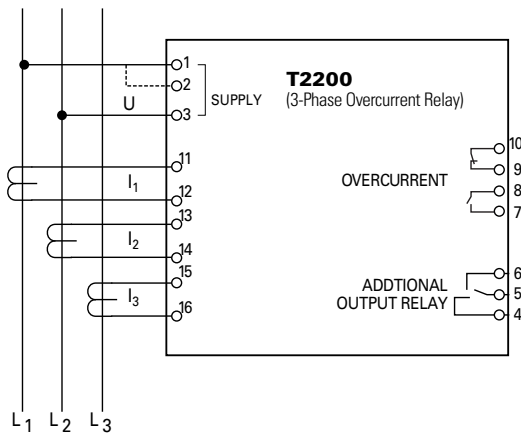 T2200
(3-Phase Overcurrent Relay)
1
2
3
U
SUPPLY
11
I1
12
13
I2
14
15
I3
16
OVERCURRENT
10
9
8
7
ADDTIONAL
OUTPUT RELAY
6
5
4
L1 L2 L3